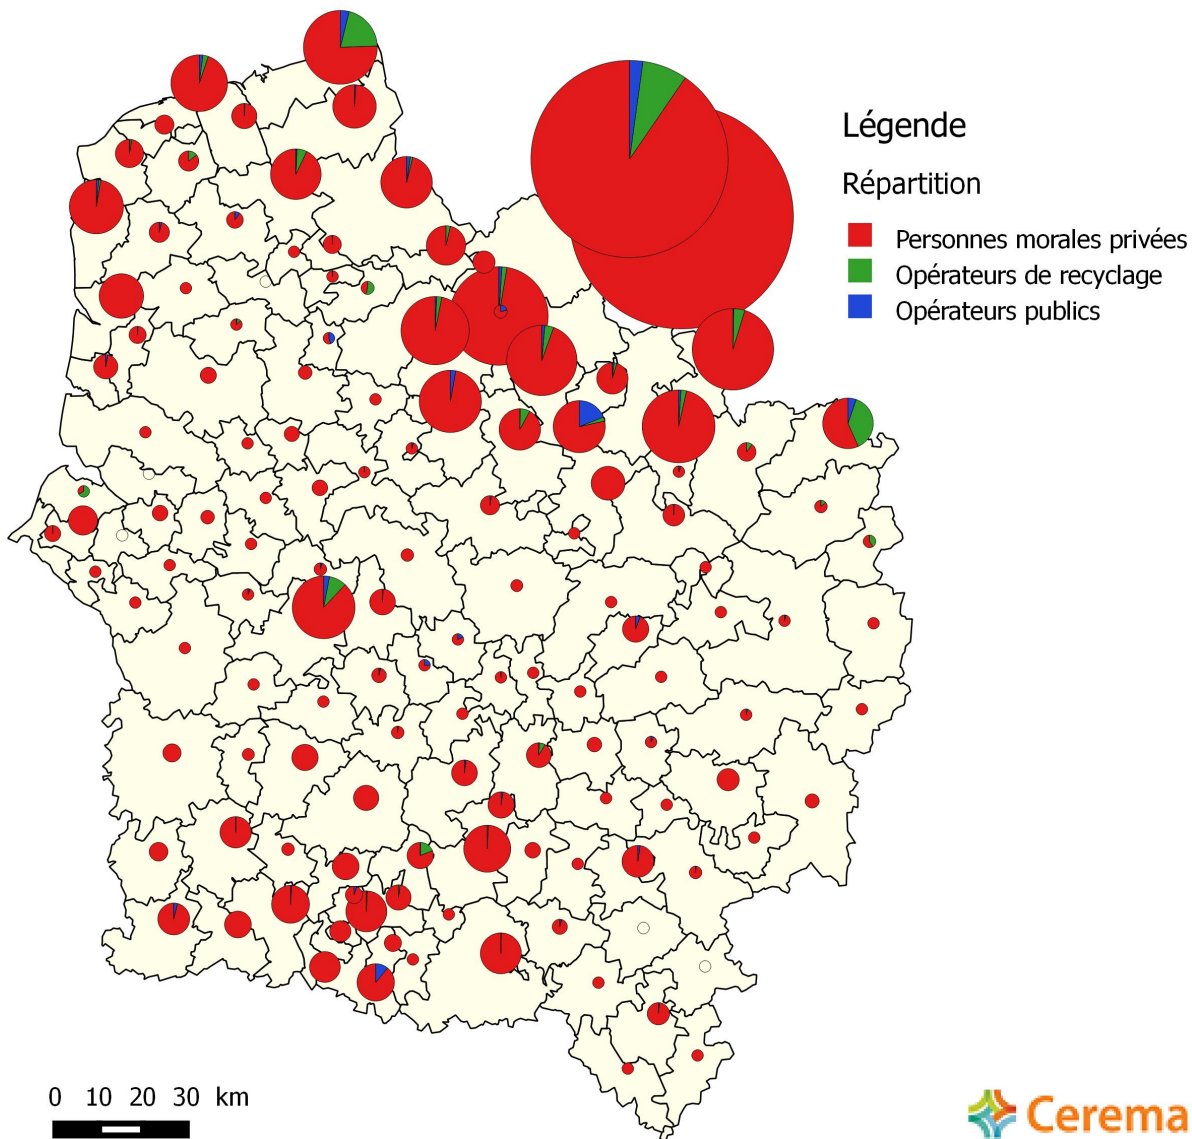 Légende
Répartition
Personnes morales privées
Opérateurs de recyclage
Opérateurs publics
0 10 20 30 km
Cerema